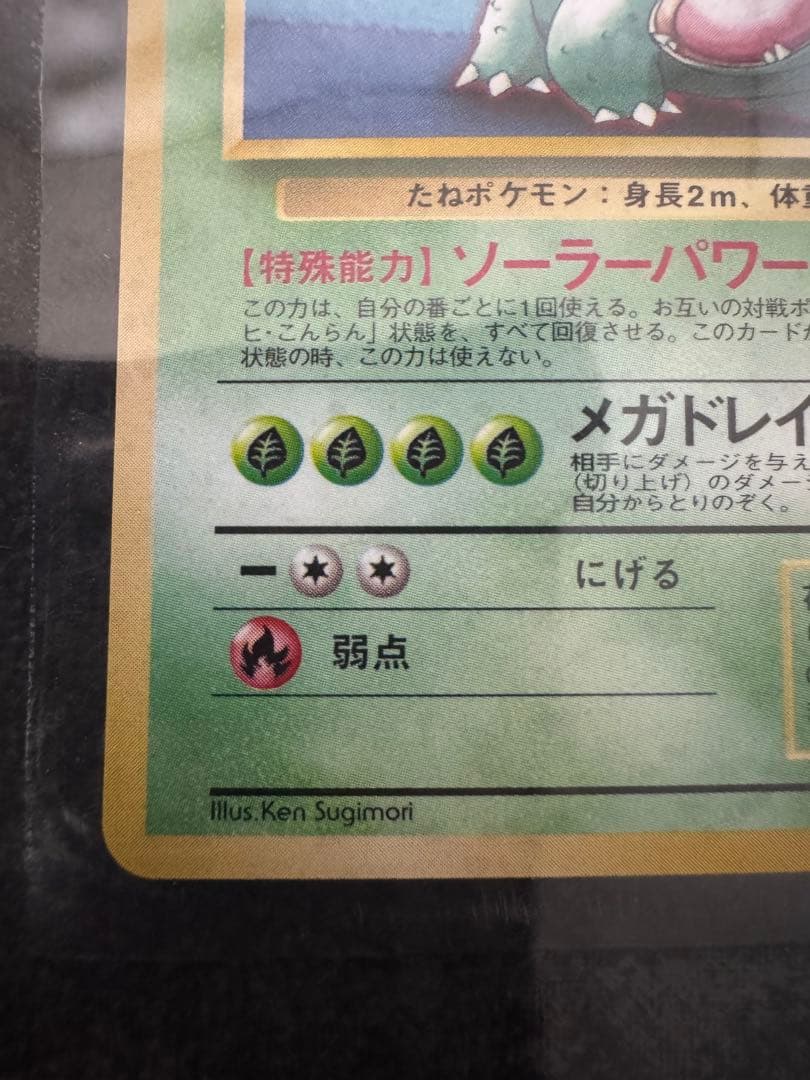 たねポケモン：身長2m、体重
【特殊能力】ソーラーパワー
この力は、自分の番ごとに1回使える。お互いの対戦ポ
ヒ・こんらん」状態を、すべて回復させる。このカードが
状態の時、この力は使えない。
メガドレイ
相手にダメージを与え
（切り上げ）のダメージ
自分からとりのぞく。
ー
にげる
弱点
Illus.Ken Sugimori